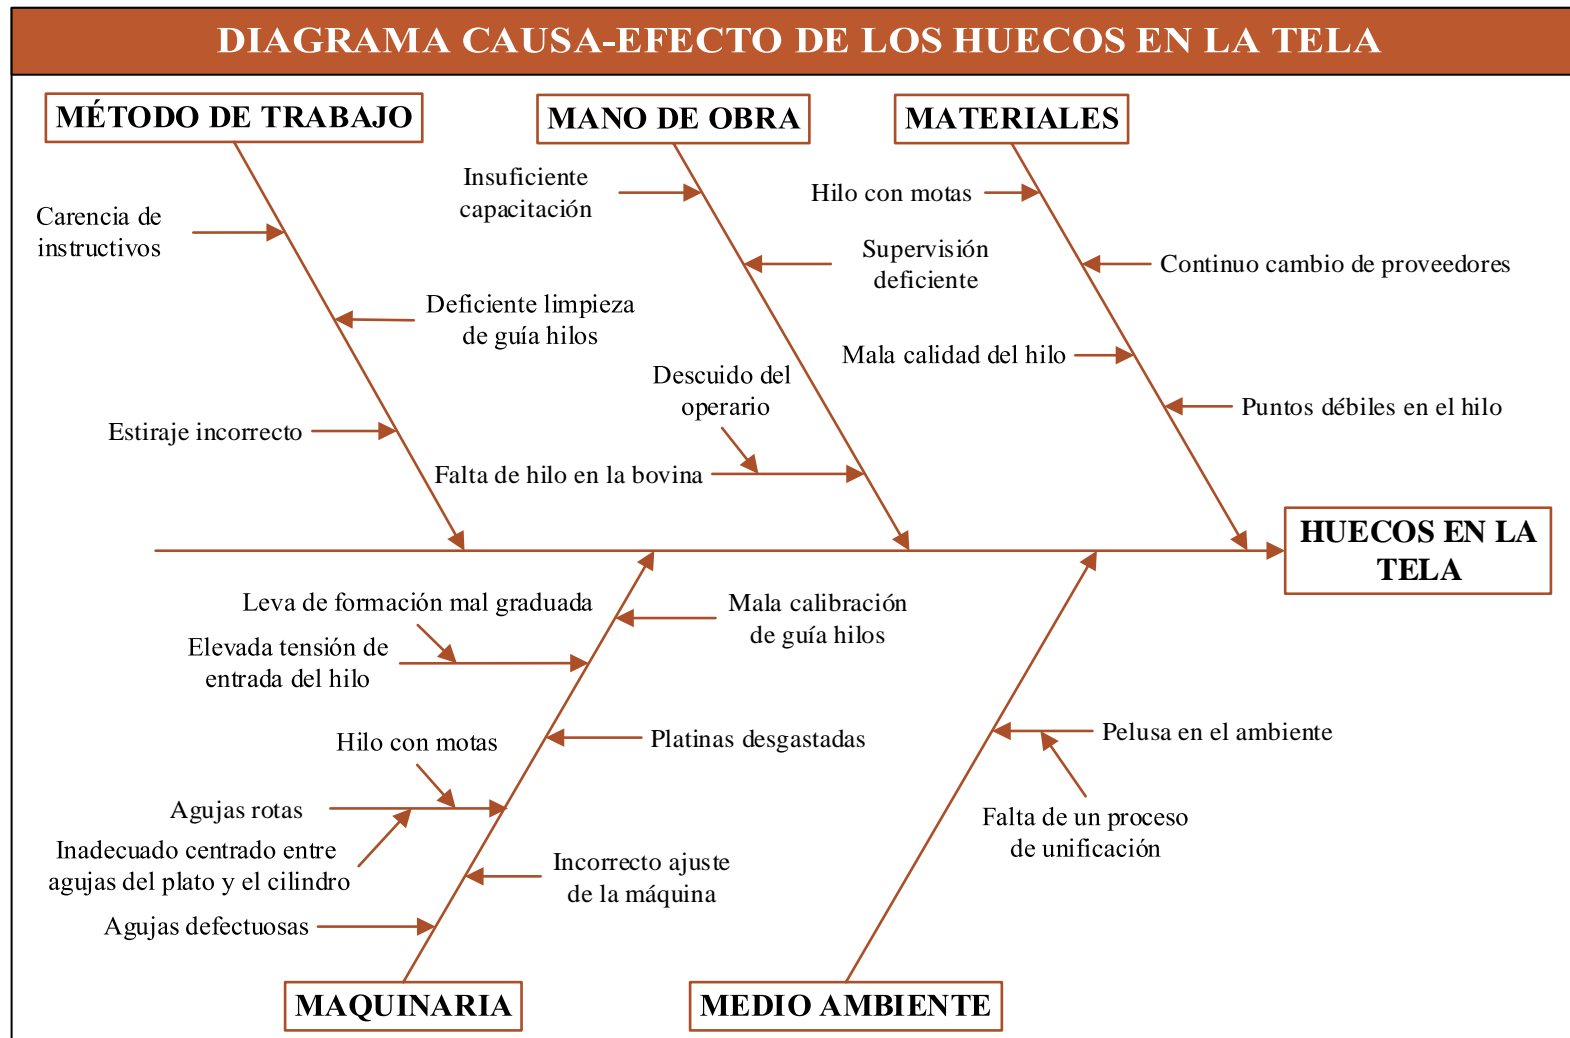 DIAGRAMA CAUSA-EFECTO DE LOS HUECOS EN LA TELA
MÉTODO DE TRABAJO
MANO DE OBRA
MATERIALES
Insuficiente
capacitación
Hilo con motas
Carencia de
instructivos
Supervisión
deficiente
Continuo cambio de proveedores
Deficiente limpieza
de guía hilos
Mala calidad del hilo
Descuido del
operario
Puntos débiles en el hilo
Estiraje incorrecto
Falta de hilo en la bovina
HUECOS EN LA
TELA
Leva de formación mal graduada
Mala calibración
de guía hilos
Elevada tensión de
entrada del hilo
Hilo con motas
Platinas desgastadas
Pelusa en el ambiente
Agujas rotas
Falta de un proceso
de unificación
Inadecuado centrado entre
agujas del plato y el cilindro
Incorrecto ajuste
de la máquina
Agujas defectuosas
MAQUINARIA
MEDIO AMBIENTE